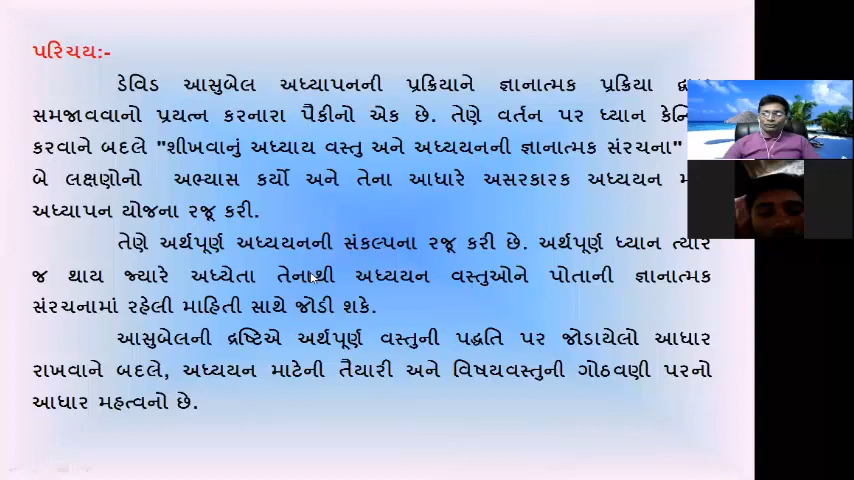 પરિચય:-
ડેવિડ આસુબેલ અધ્યાપનની પ્રક્રિયાને જ્ઞાનાત્મક પ્રક્રિયા
સમજાવવાનો પ્રયત્ન કરનારા પૈકીનો એક છે. તેણે વર્તન પર ધ્યાન
કરવાને બદલે "શીખવાનું અધ્યાય વસ્તુ અને અધ્યયનની જ્ઞાનાત્મક સંરચના"
બે લક્ષણોનો અભ્યાસ કર્યો અને તેના આધારે અસરકારક અધ્યયન
અધ્યાપન યોજના રજૂ કરી.
તેણે અર્થપૂર્ણ અધ્યયનની સંકલ્પના રજૂ કરી છે. અર્થપૂર્ણ ધ્યાન ત્યારે
જ થાય જ્યારે અધ્યેતા તેનાથી અધ્યયન વસ્તુઓને પોતાની જ્ઞાનાત્મક
સંરચનામાં રહેલી માહિતી સાથે જોડી શકે.
આસુબેલની દ્રષ્ટિએ અર્થપૂર્ણ વસ્તુની પદ્ધતિ પર જોડાયેલો આધાર
રાખવાને બદલે, અધ્યયન માટેની તૈયારી અને વિષયવસ્તુની ગોઠવણી પરનો
આધાર મહત્વનો છે.